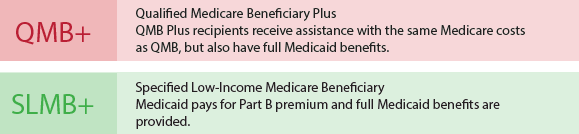 QMB+
Qualified Medicare Beneficiary Plus
QMB Plus recipients receive assistance with the same Medicare costs
as QMB, but also have full Medicaid benefits.
SLMB+
Specified Low-Income Medicare Beneficiary
Medicaid pays for Part B premium and full Medicaid benefits are
provided.